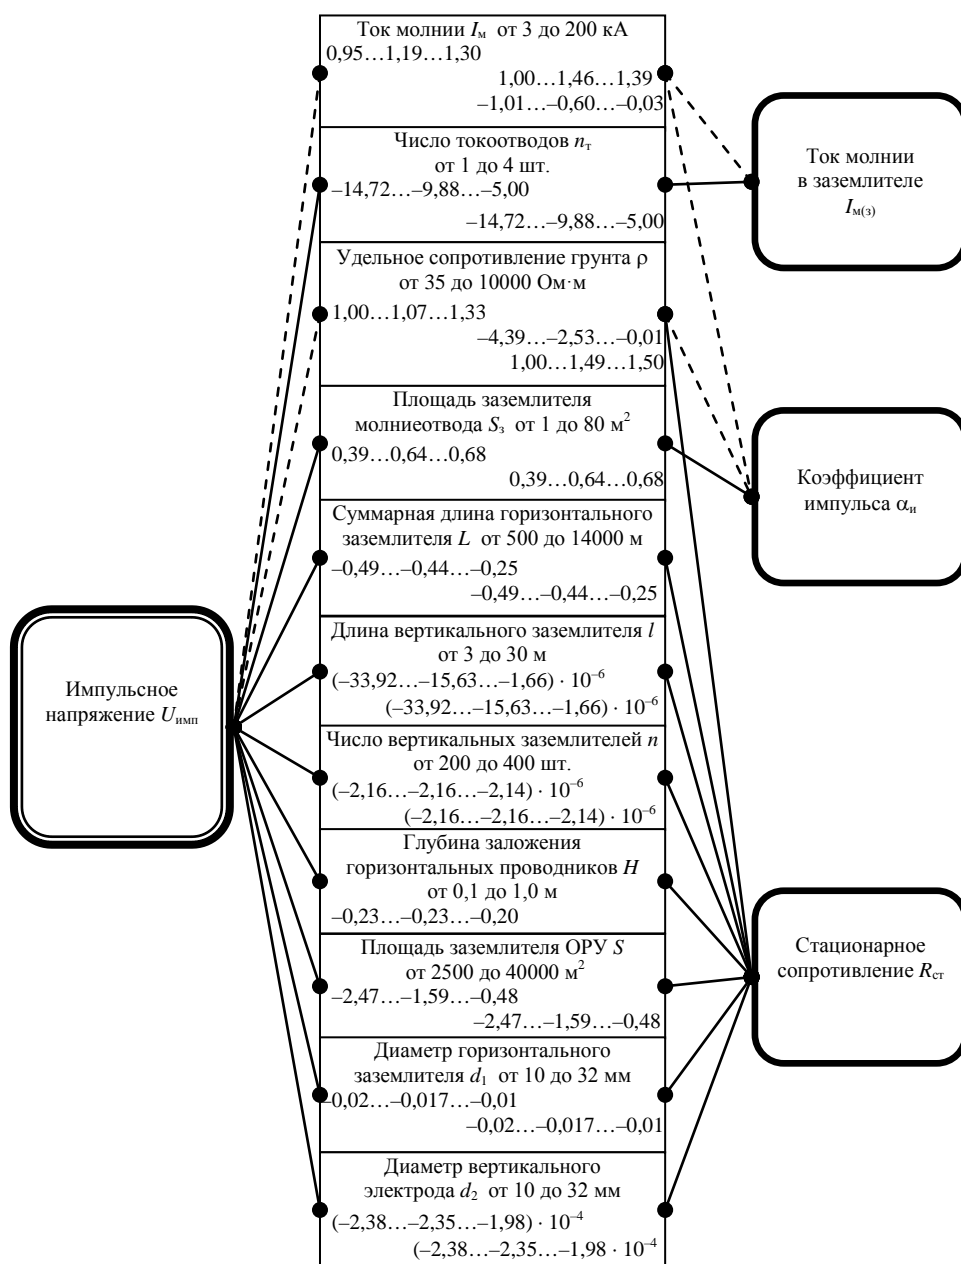 Ток молнии Iм от 3 до 200 кА
0,95…1,19…1,30
1,00…1,46…1,39
–1,01…–0,60…–0,03
Число токоотводов nт
от 1 до 4 шт.
–14,72…–9,88…–5,00
–14,72…–9,88…–5,00
Удельное сопротивление грунта ρ
от 35 до 10000 Ом·м
1,00…1,07…1,33
–4,39…–2,53…–0,01
1,00…1,49…1,50
Площадь заземлителя
молниеотвода Sз от 1 до 80 м²
0,39…0,64…0,68
0,39…0,64…0,68
Суммарная длина горизонтального
заземлителя L от 500 до 14000 м
–0,49…–0,44…–0,25
–0,49…–0,44…–0,25
Длина вертикального заземлителя l
от 3 до 30 м
(–33,92…–15,63…–1,66) · 10⁻⁶
(–33,92…–15,63…–1,66) · 10⁻⁶
Число вертикальных заземлителей n
от 200 до 400 шт.
(–2,16…–2,16…–2,14) · 10⁻⁶
(–2,16…–2,16…–2,14) · 10⁻⁶
Глубина заложения
горизонтальных проводников H
от 0,1 до 1,0 м
–0,23…–0,23…–0,20
Площадь заземлителя ОРУ S
от 2500 до 40000 м²
–2,47…–1,59…–0,48
–2,47…–1,59…–0,48
Диаметр горизонтального
заземлителя d₁ от 10 до 32 мм
–0,02…–0,017…–0,01
–0,02…–0,017…–0,01
Диаметр вертикального
электрода d₂ от 10 до 32 мм
(–2,38…–2,35…–1,98) · 10⁻⁴
(–2,38…–2,35…–1,98 · 10⁻⁴
Импульсное
напряжение Uимп
Ток молнии
в заземлителе
Iм(з)
Коэффициент
импульса αи
Стационарное
сопротивление Rст